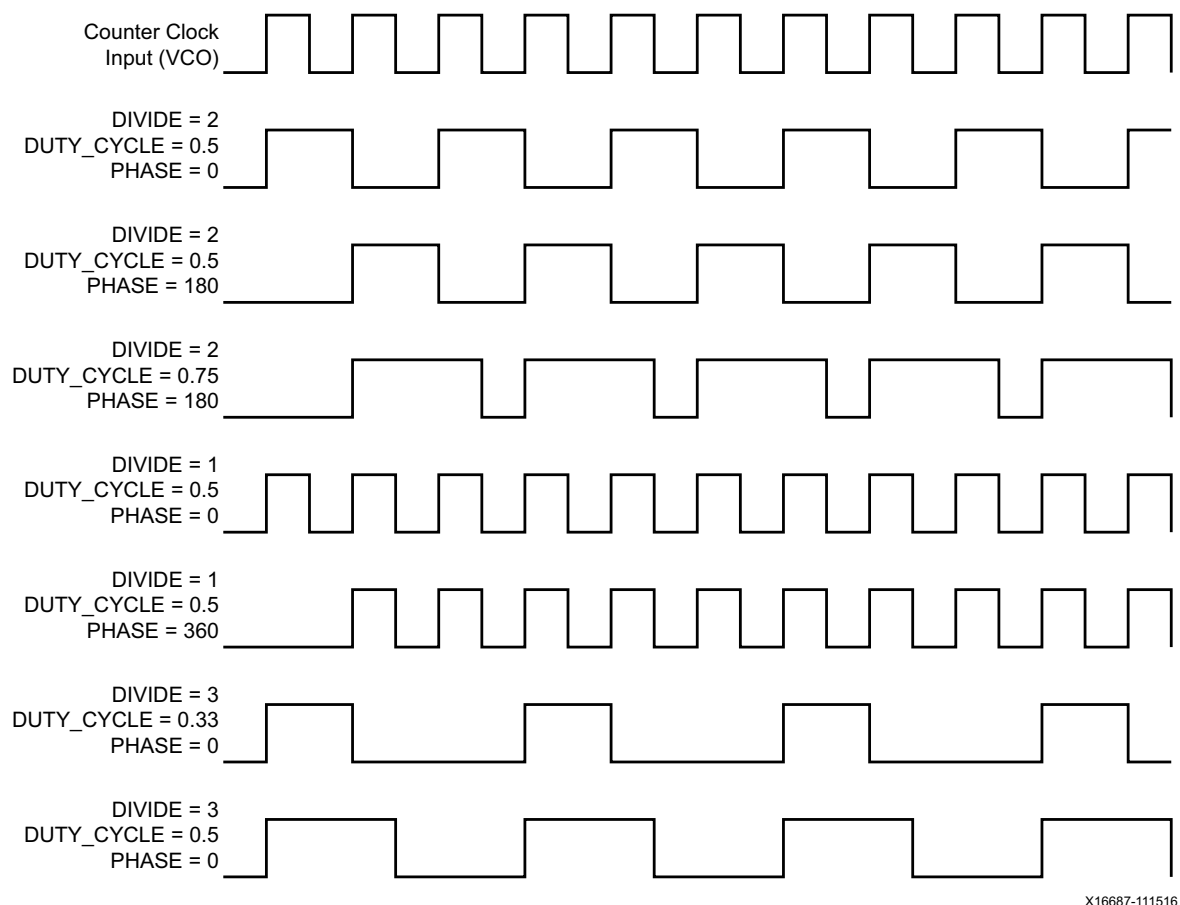 Counter Clock
Input (VCO)
DIVIDE = 2
DUTY_CYCLE = 0.5
PHASE = 0
DIVIDE = 2
DUTY_CYCLE = 0.5
PHASE = 180
DIVIDE = 2
DUTY_CYCLE = 0.75
PHASE = 180
DIVIDE = 1
DUTY_CYCLE = 0.5
PHASE = 0
DIVIDE = 1
DUTY_CYCLE = 0.5
PHASE = 360
DIVIDE = 3
DUTY_CYCLE = 0.33
PHASE = 0
DIVIDE = 3
DUTY_CYCLE = 0.5
PHASE = 0
X16687-111516